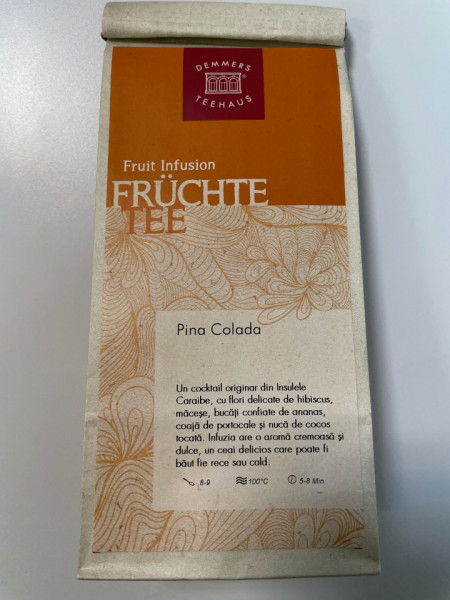 DEMMERS
®
TEEHAUS
Fruit Infusion
FRÜCHTE
TEE
Pina Colada
Un cocktail originar din Insulele
Caraibe, cu flori delicate de hibiscus,
măceșe, bucăți confiate de ananas,
coajă de portocale și nucă de cocos
tocată. Infuzia are o aromă cremoasă și
dulce, un ceai delicios care poate fi
băut fie rece sau cald.
8-9 100°C 5-8 Min.